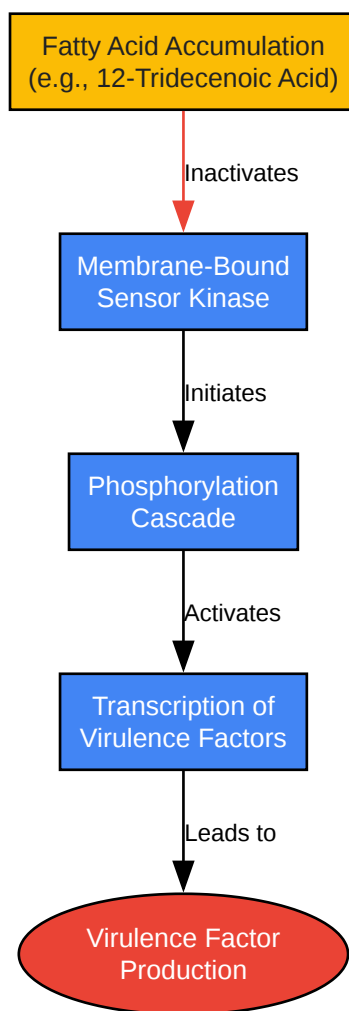 Fatty Acid Accumulation
(e.g., 12-Tridecenoic Acid)
Inactivates
Membrane-Bound
Sensor Kinase
Initiates
Phosphorylation
Cascade
Activates
Transcription of
Virulence Factors
Leads to
Virulence Factor
Production